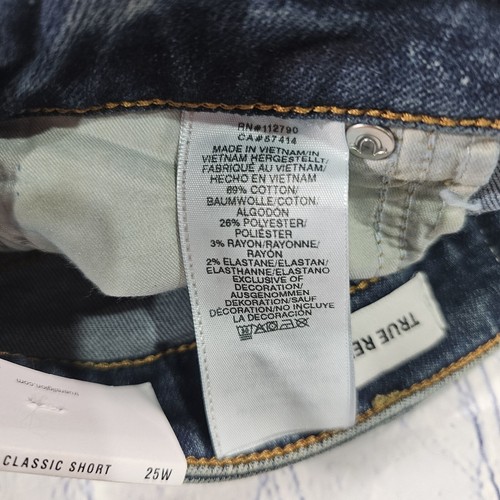 RN#112790
CA#57414
MADE IN VIETNAM/IN
VIETNAM HERGESTELLT/
FABRIQUÉ AU VIETNAM/
HECHO EN VIETNAM
69% COTTON/
BAUMWOLLE/COTON/
ALGODÓN
26% POLYESTER/
POLIÉSTER
3% RAYON/RAYONNE/
RAYÓN
2% ELASTANE/ELASTAN/
ELASTHANNE/ELASTANO
EXCLUSIVE OF
DECORATION/
AUSGENOMMEN
DEKORATION/SAUF
DÉCORATION/NO INCLUYE
LA DECORACIÓN
TRUE RE
CLASSIC SHORT 25W